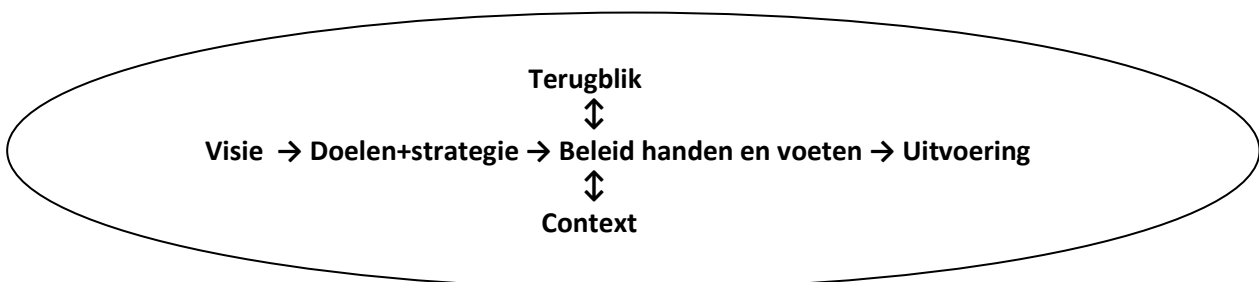 Terugblik
↕
Visie → Doelen+strategie → Beleid handen en voeten → Uitvoering
↕
Context